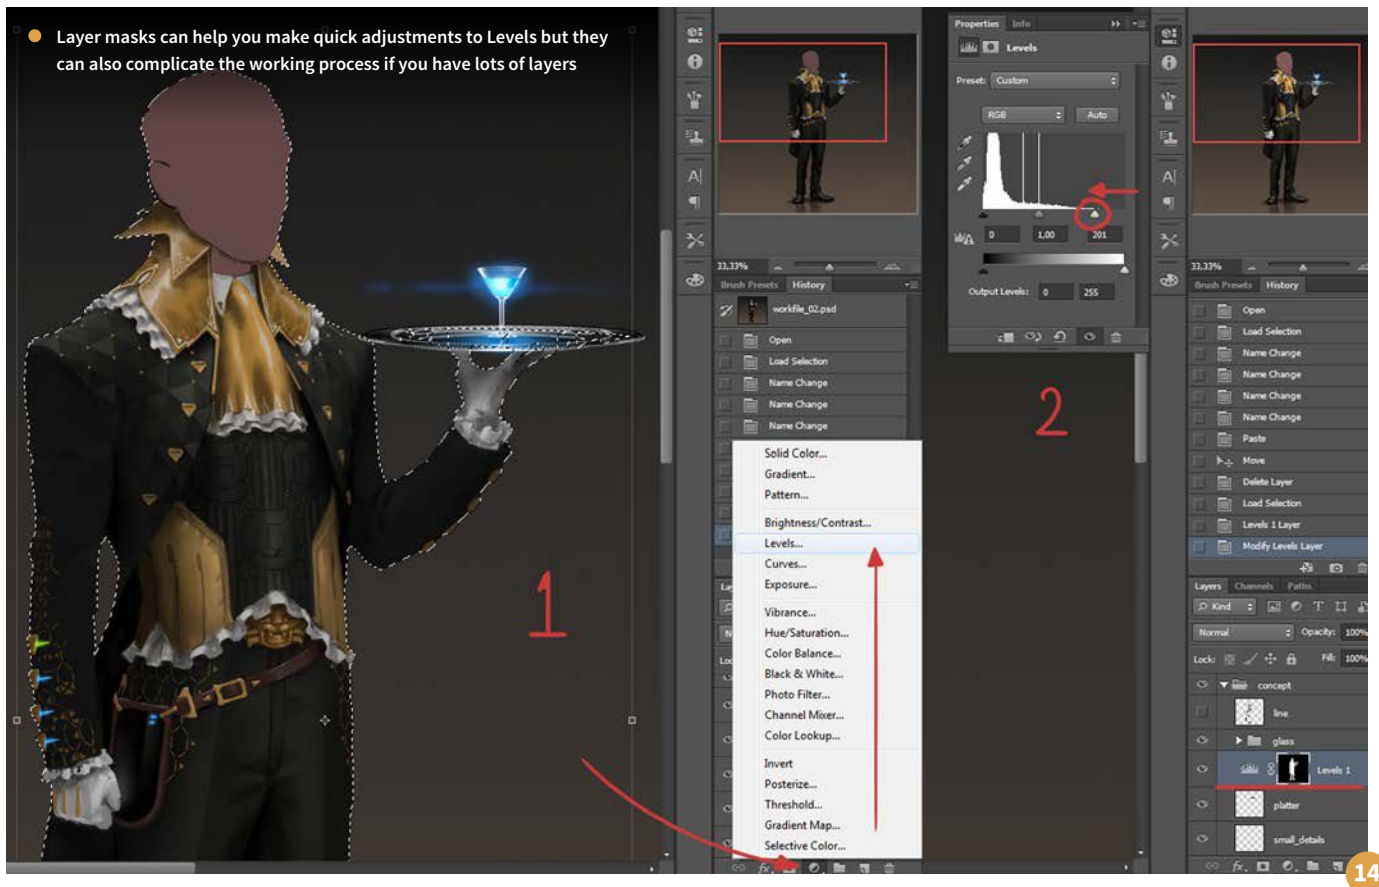 Layer masks can help you make quick adjustments to Levels but they
can also complicate the working process if you have lots of layers
33,33%
Brush Presets History
workfile_02.psd
Open
Load Selection
Name Change
Name Change
Name Change
Solid Color...
Gradient...
Pattern...
Brightness/Contrast...
Levels...
Curves...
Exposure...
Vibrance...
Hue/Saturation...
Color Balance...
Black & White...
Photo Filter...
Channel Mixer...
Color Lookup...
Invert
Posterize...
Threshold...
Gradient Map...
Selective Color...
1
Properties Info
Levels
Preset: Custom
RGB Auto
0 1,00 201
Output Levels: 0 255
2
33,33%
Brush Presets History
Open
Load Selection
Name Change
Name Change
Name Change
Name Change
Paste
Move
Delete Layer
Load Selection
Levels 1 Layer
Modify Levels Layer
Layers Channels Paths
Kind
Normal Opacity: 100%
Lock: Fill: 100%
concept
line
glass
Levels 1
platter
small_details
14